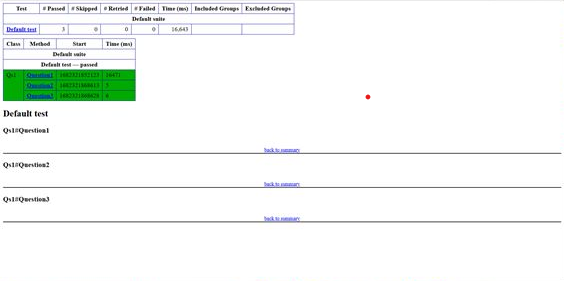 Test # Passed # Skipped # Retried # Failed Time (ms) Included Groups Excluded Groups
Default suite
Default test 3 0 0 0 16,643
Class Method Start Time (ms)
Default suite
Default test — passed
Qs1 Question1 16471
Question2 5
Question3
Default test
Qs1#Question1
back to summary
Qs1#Question2
back to summary
Qs1#Question3
back to summary